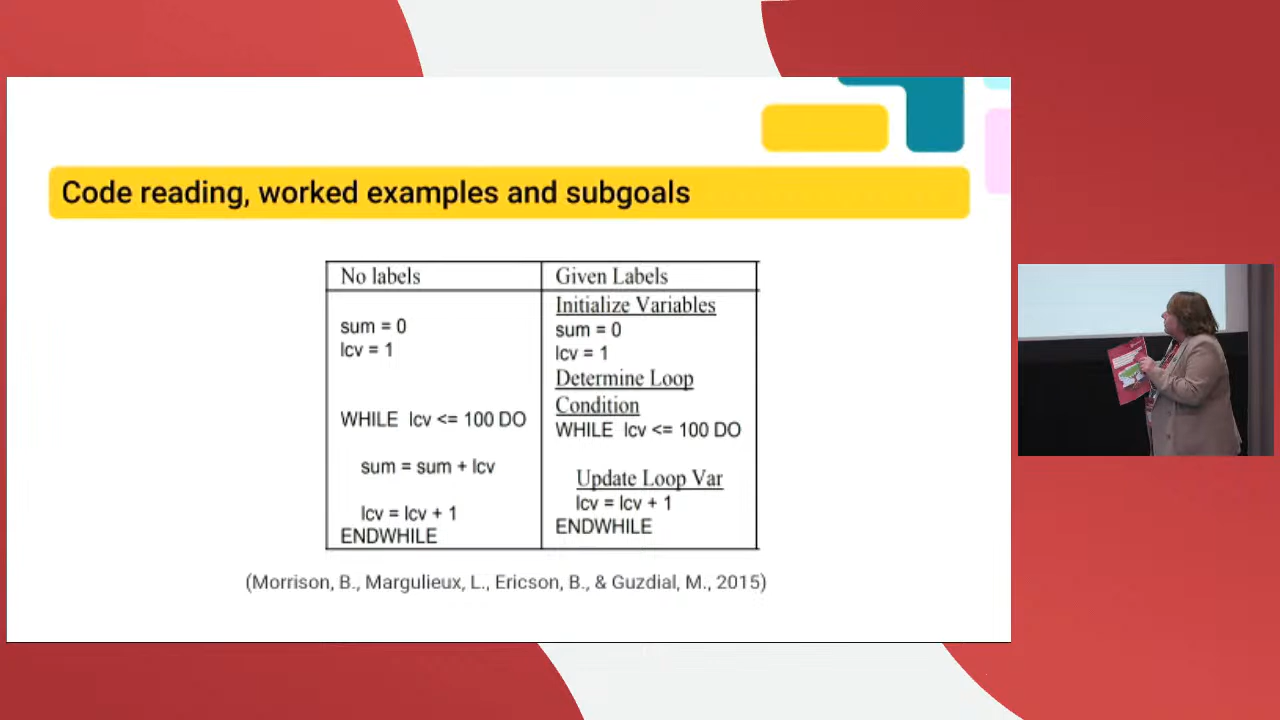 Code reading, worked examples and subgoals
No labels
sum = 0
lcv = 1
WHILE lcv <= 100 DO
sum = sum + lcv
lcv = lcv + 1
ENDWHILE
Given Labels
Initialize Variables
sum = 0
lcv = 1
Determine Loop
Condition
WHILE lcv <= 100 DO
Update Loop Var
lcv = lcv + 1
ENDWHILE
(Morrison, B., Margulieux, L., Ericson, B., & Guzdial, M., 2015)